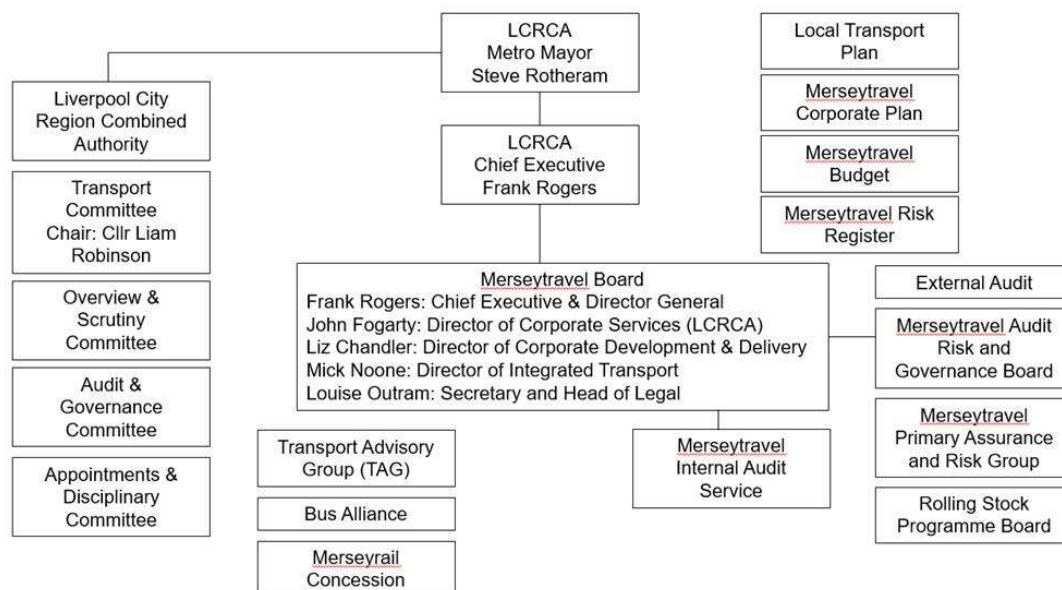 LCRCA
Metro Mayor
Steve Rotheram
Local Transport
Plan
Liverpool City
Region Combined
Authority
Merseytravel
Corporate Plan
LCRCA
Chief Executive
Frank Rogers
Merseytravel
Budget
Transport
Committee
Chair: Cllr Liam
Robinson
Merseytravel Risk
Register
Merseytravel Board
Frank Rogers: Chief Executive & Director General
John Fogarty: Director of Corporate Services (LCRCA)
Liz Chandler: Director of Corporate Development & Delivery
Mick Noone: Director of Integrated Transport
Louise Outram: Secretary and Head of Legal
External Audit
Overview &
Scrutiny
Committee
Merseytravel Audit
Risk and
Governance Board
Audit &
Governance
Committee
Merseytravel
Primary Assurance
and Risk Group
Transport Advisory
Group (TAG)
Merseytravel
Internal Audit
Service
Appointments &
Disciplinary
Committee
Bus Alliance
Rolling Stock
Programme Board
Merseyrail
Concession